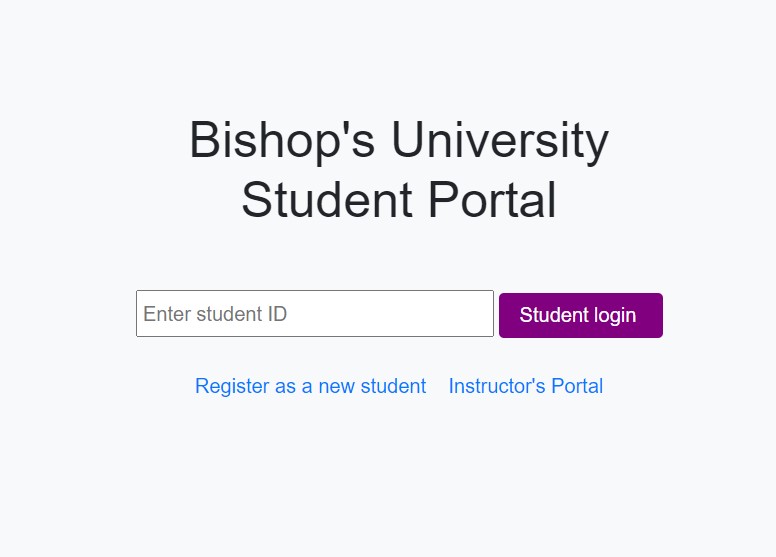 Bishop's University
Student Portal
Enter student ID
Student login
Register as a new student
Instructor's Portal